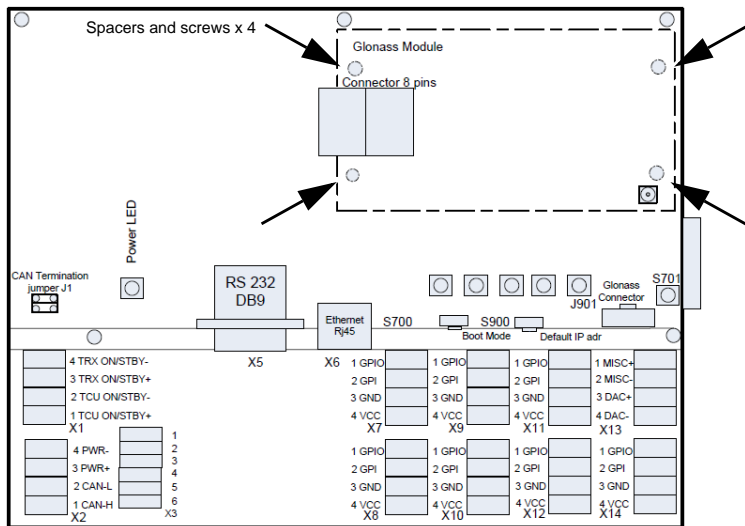 Spacers and screws x 4
Glonass Module
Connector 8 pins
Power LED
CAN Termination
jumper J1
RS 232
DB9
Ethernet
Rj45
S700
S900
J901
Glonass
Connector
S701
Boot Mode
Default IP adr
X5
X6
4 TRX ON/STBY-
3 TRX ON/STBY+
2 TCU ON/STBY-
1 TCU ON/STBY+
X1
1 GPIO
2 GPI
3 GND
4 VCC
X7
1 GPIO
2 GPI
3 GND
4 VCC
X9
1 GPIO
2 GPI
3 GND
4 VCC
X11
1 MISC+
2 MISC-
3 DAC+
4 DAC-
X13
4 PWR-
3 PWR+
2 CAN-L
1 CAN-H
X2
1
2
3
4
5
6
X3
1 GPIO
2 GPI
3 GND
4 VCC
X8
1 GPIO
2 GPI
3 GND
4 VCC
X10
1 GPIO
2 GPI
3 GND
4 VCC
X12
1 GPIO
2 GPI
3 GND
4 VCC
X14